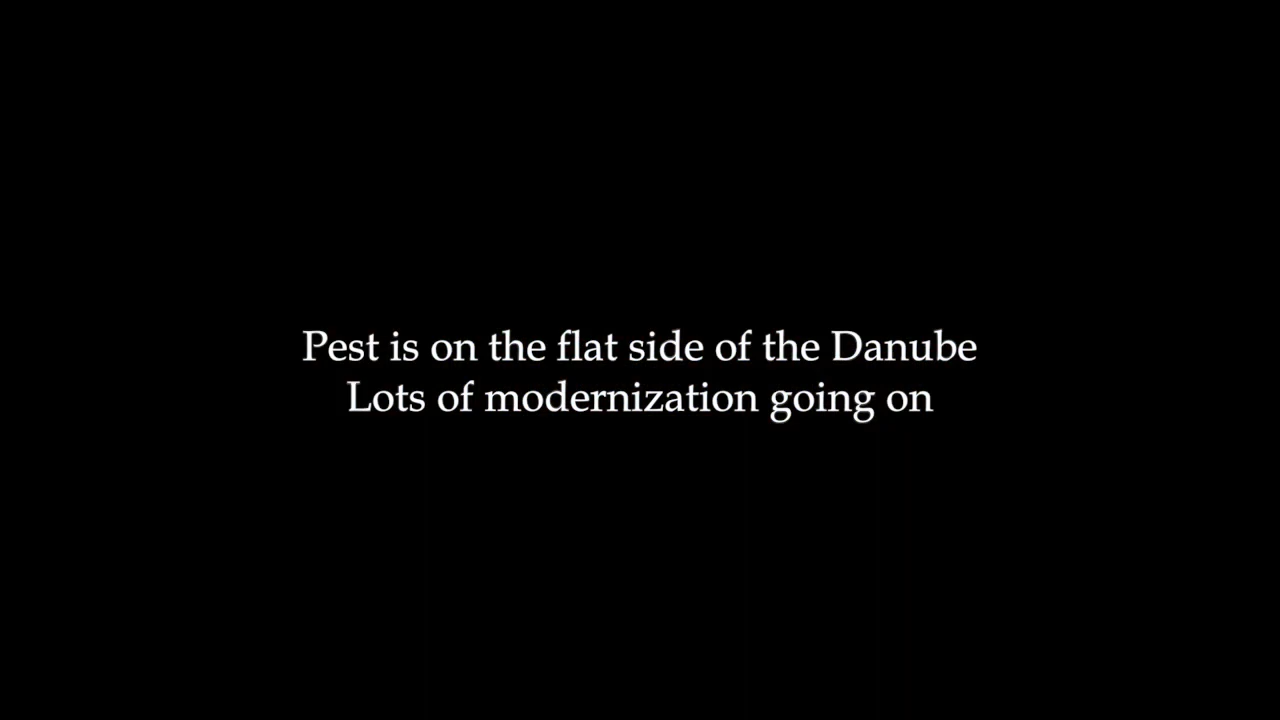 Pest is on the flat side of the Danube
Lots of modernization going on